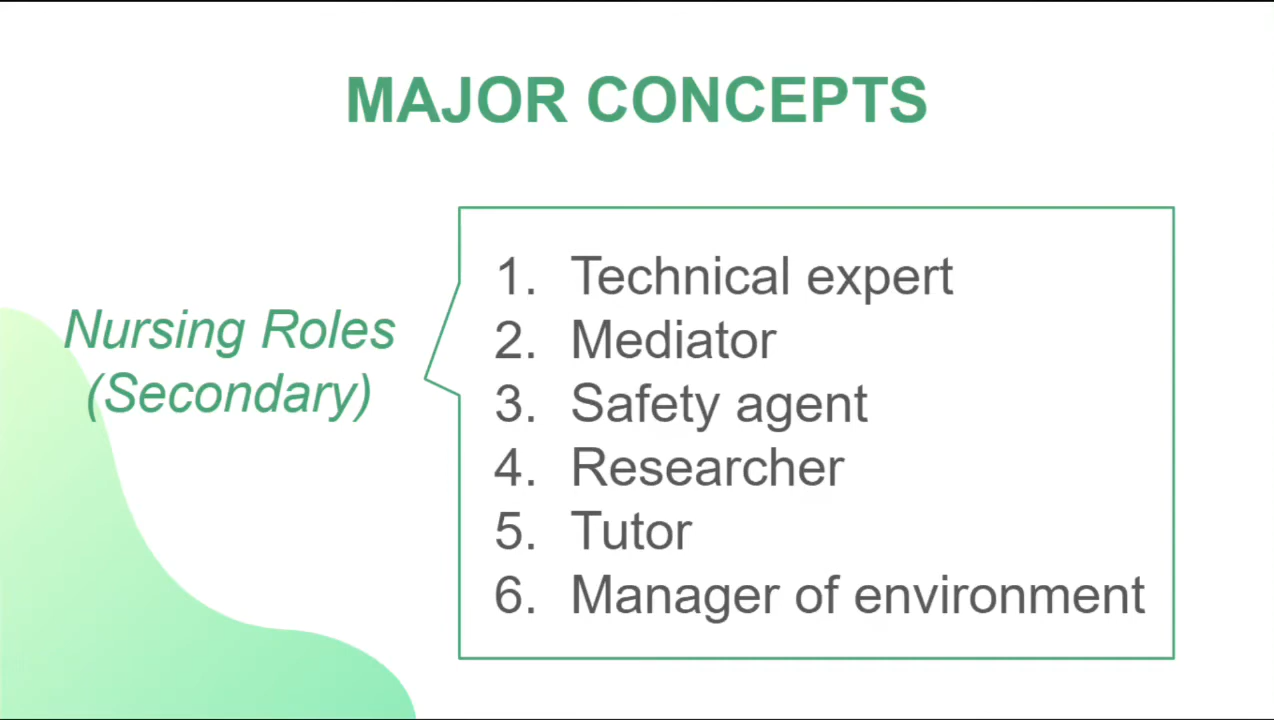 MAJOR CONCEPTS
Nursing Roles
(Secondary)
1. Technical expert
2. Mediator
3. Safety agent
4. Researcher
5. Tutor
6. Manager of environment